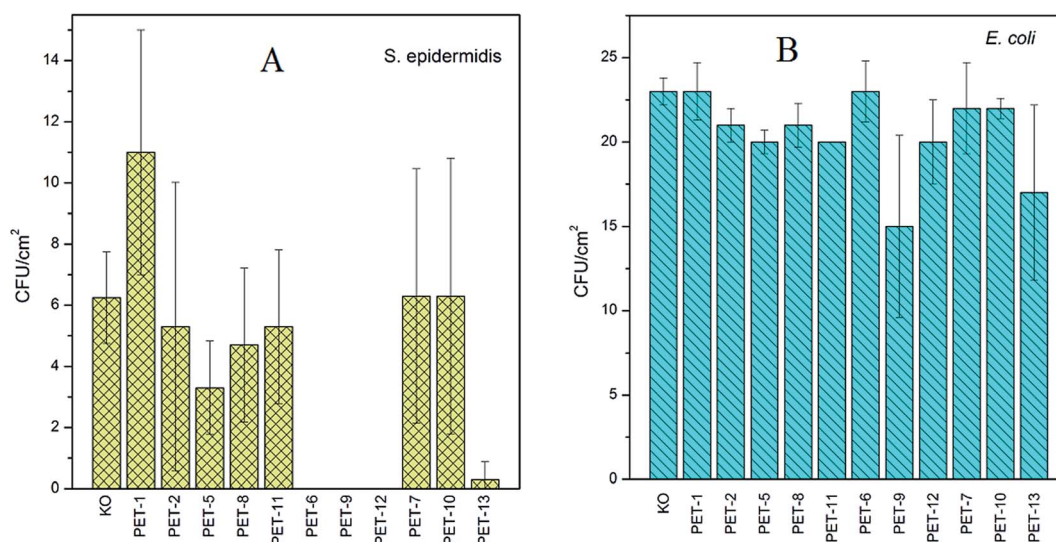 A
S. epidermidis
14
12
10
8
6
4
2
0
CFU/cm²
KO
PET-1
PET-2
PET-5
PET-8
PET-11
PET-6
PET-9
PET-12
PET-7
PET-10
PET-13
B
E. coli
25
20
15
10
5
0
CFU/cm²
KO
PET-1
PET-2
PET-5
PET-8
PET-11
PET-6
PET-9
PET-12
PET-7
PET-10
PET-13